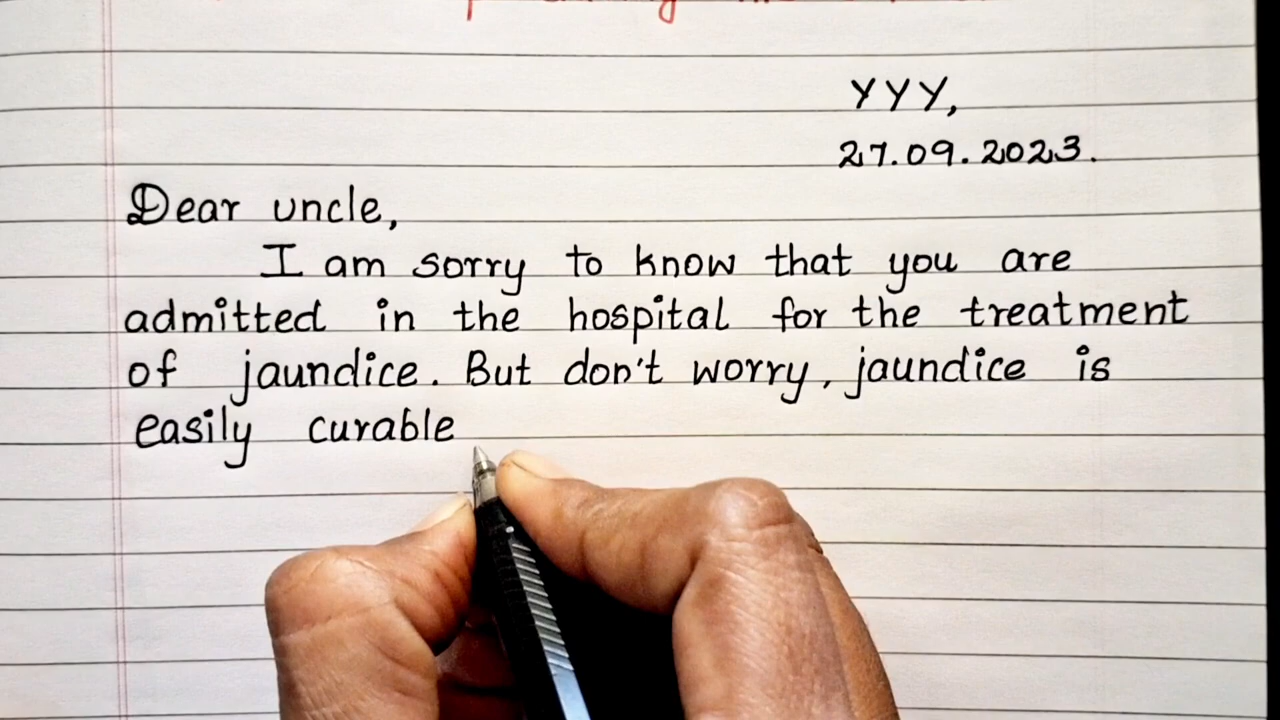 YYY,
27.09.2023.
Dear uncle,
I am sorry to know that you are
admitted in the hospital for the treatment
of jaundice. But don't worry, jaundice is
easily curable